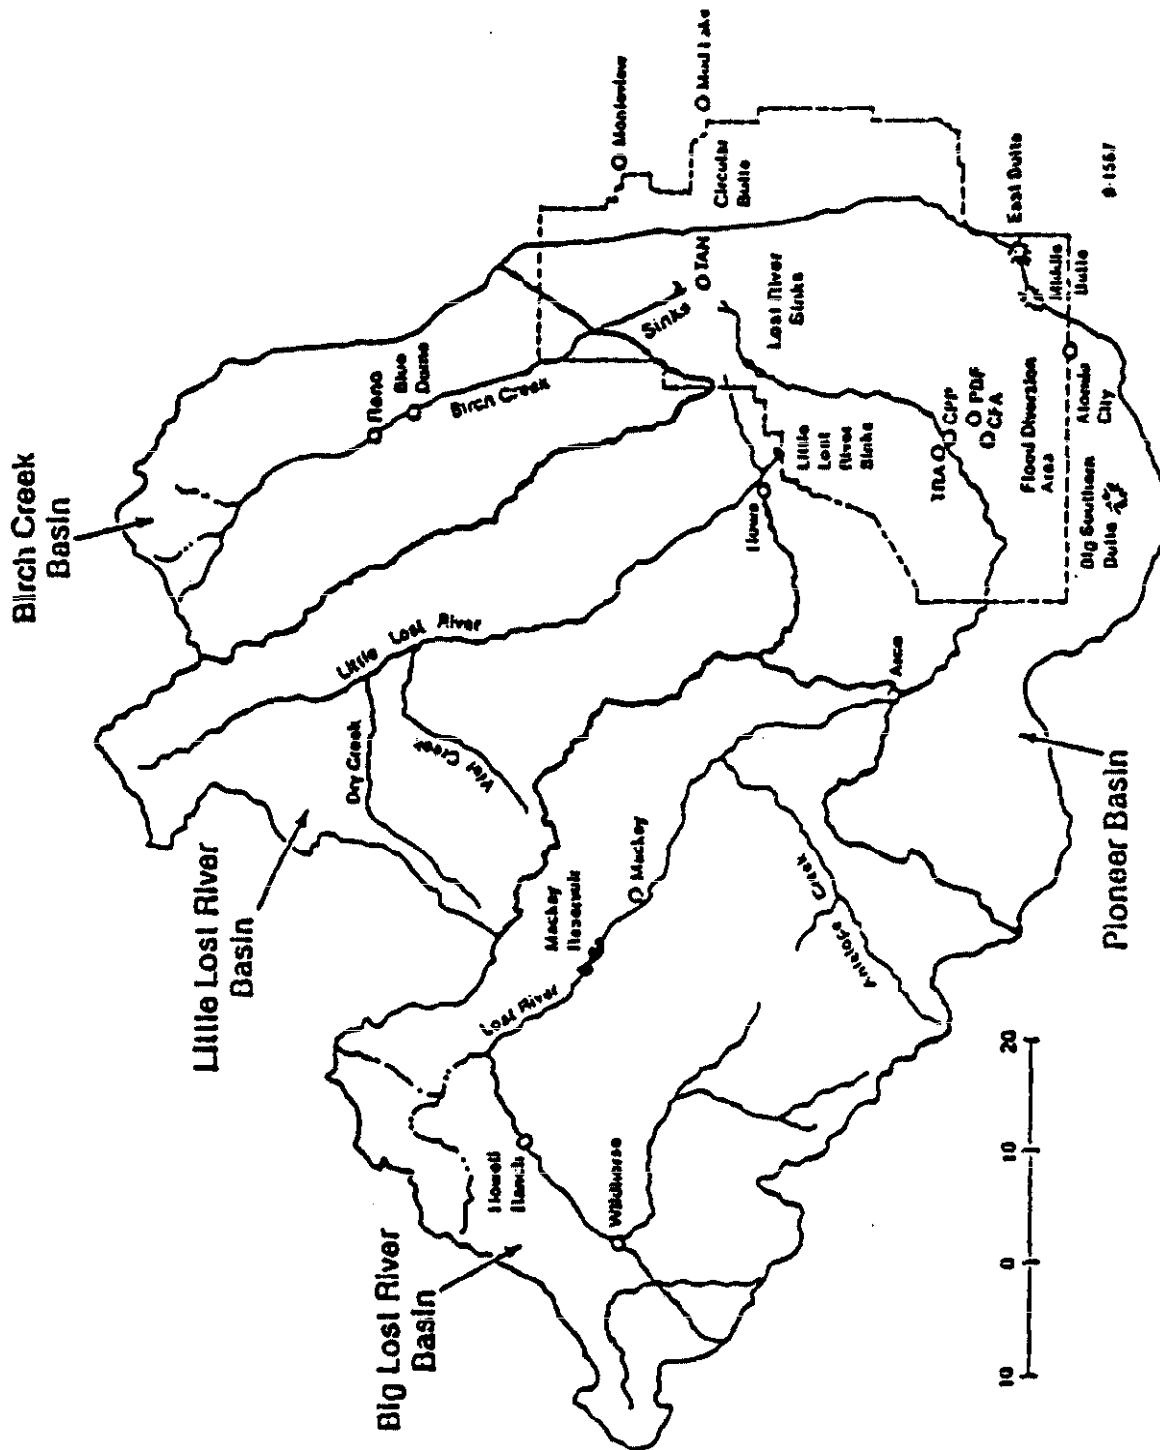 Birch Creek
Basin
Little Lost River
Basin
Big Lost River
Basin
Pioneer Basin
Monteview
Mud Lake
Circular
Butte
TAN
Sinks
Lost River
Sinks
Reno
Blue
Dome
Birch Creek
Little
Lost
River
Sinks
Howe
Little Lost River
Dry Creek
Wet Creek
Mackay
Reservoir
Mackay
Lost River
Howell
Ranch
Wildhorse
Antelope Creek
Arco
TRA
CPP
PBF
CFA
Flood Diversion
Area
Big Southern
Butte
Atomic
City
Middle
Butte
East Butte
9-1567
10 0 10 20